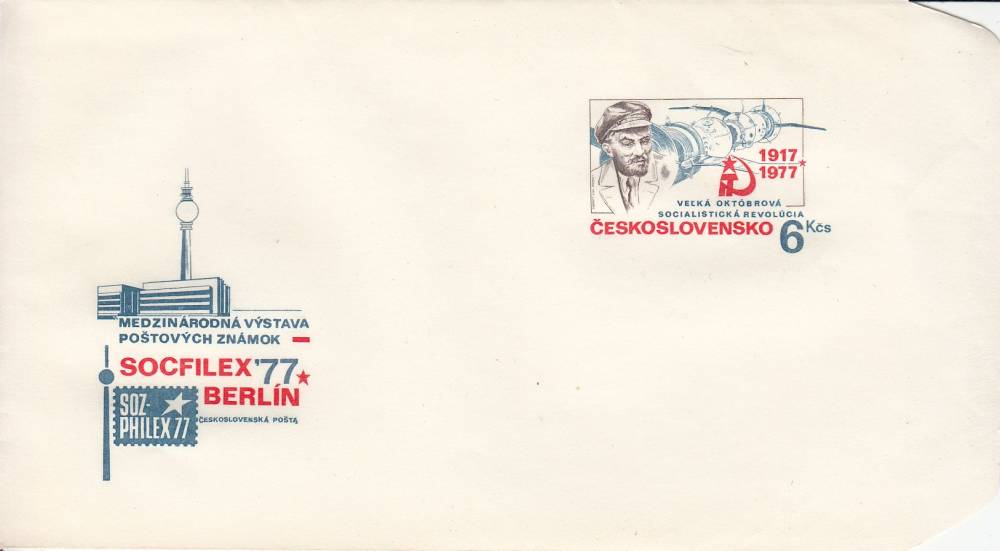 1917
1977
VEĽKÁ OKTÓBROVÁ
SOCIALISTICKÁ REVOLÚCIA
ČESKOSLOVENSKO 6 Kčs
MEDZINÁRODNÁ VÝSTAVA
POŠTOVÝCH ZNÁMOK
SOCFILEX '77
BERLÍN
SOZ-
PHILEX 77
ČESKOSLOVENSKÁ POŠTA